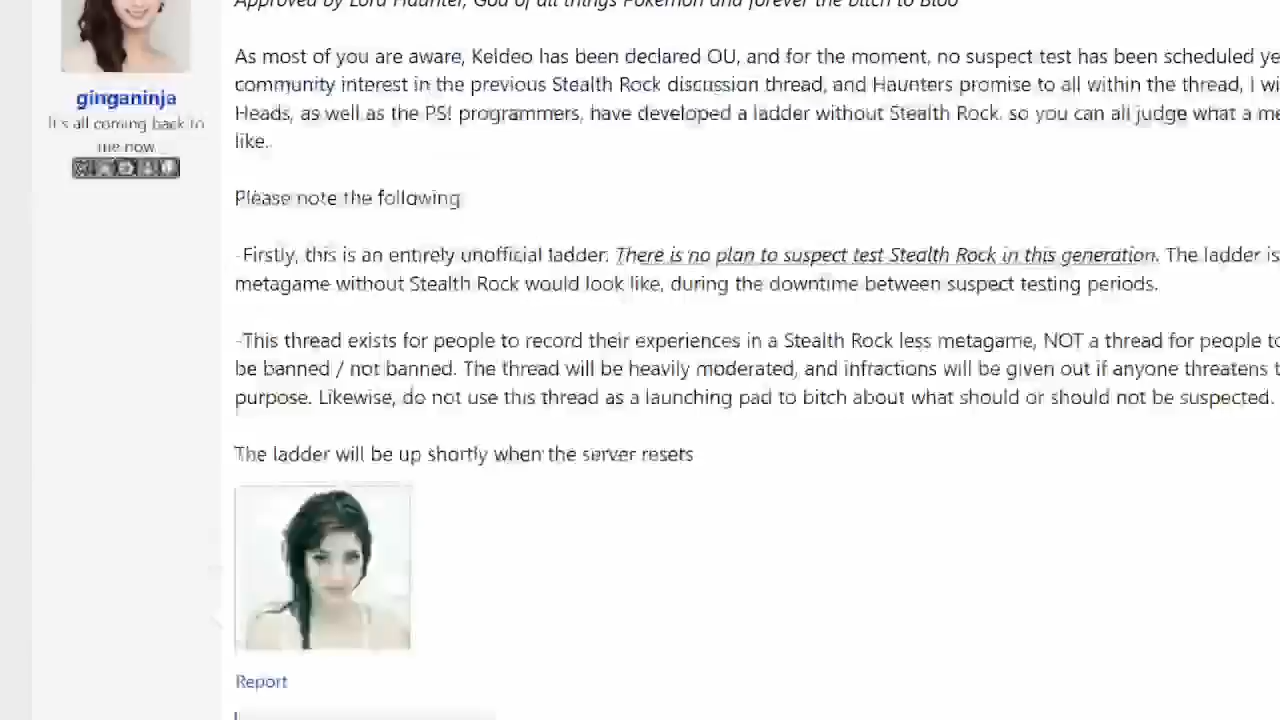 Approved by Lord Haunter, God of all things Pokemon and forever the bitch to Bloo
ginganinja
It's all coming back to
me now
As most of you are aware, Keldeo has been declared OU, and for the moment, no suspect test has been scheduled ye
community interest in the previous Stealth Rock discussion thread, and Haunters promise to all within the thread, I wi
Heads, as well as the PS! programmers, have developed a ladder without Stealth Rock, so you can all judge what a me
like.
Please note the following
-Firstly, this is an entirely unofficial ladder. There is no plan to suspect test Stealth Rock in this generation. The ladder is
metagame without Stealth Rock would look like, during the downtime between suspect testing periods.
-This thread exists for people to record their experiences in a Stealth Rock less metagame, NOT a thread for people to
be banned / not banned. The thread will be heavily moderated, and infractions will be given out if anyone threatens t
purpose. Likewise, do not use this thread as a launching pad to bitch about what should or should not be suspected.
The ladder will be up shortly when the server resets
Report